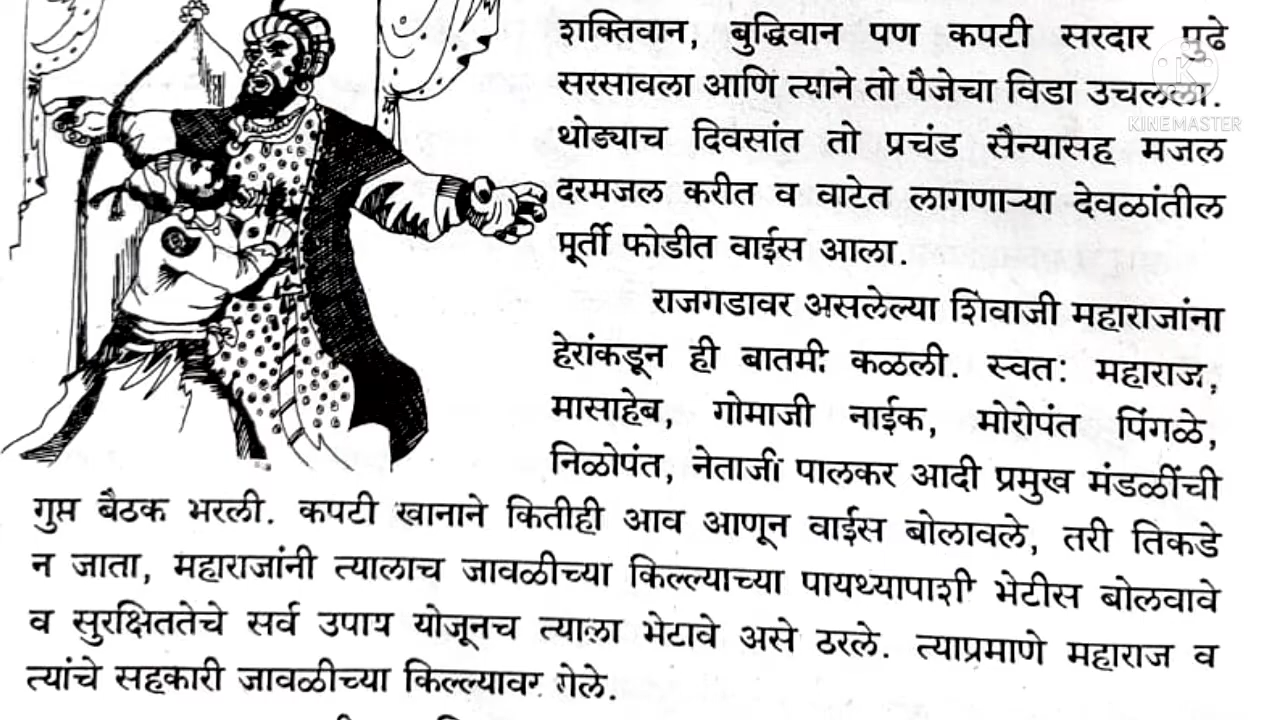 शक्तिवान, बुद्धिवान पण कपटी सरदार पुढे
सरसावला आणि त्याने तो पैजेचा विडा उचलला.
थोड्याच दिवसांत तो प्रचंड सैन्यासह मजल
दरमजल करीत व वाटेत लागणाऱ्या देवळांतील
मूर्ती फोडीत वाईस आला.
राजगडावर असलेल्या शिवाजी महाराजांना
हेरांकडून ही बातमी कळली. स्वत: महाराज,
मासाहेब, गोमाजी नाईक, मोरोपंत पिंगळे,
निळोपंत, नेताजी पालकर आदी प्रमुख मंडळींची
गुप्त बैठक भरली. कपटी खानाने कितीही आव आणून वाईस बोलावले, तरी तिकडे
न जाता, महाराजांनी त्यालाच जावळीच्या किल्ल्याच्या पायथ्यापाशी भेटीस बोलवावे
व सुरक्षिततेचे सर्व उपाय योजूनच त्याला भेटावे असे ठरले. त्याप्रमाणे महाराज व
त्यांचे सहकारी जावळीच्या किल्ल्यावर गेले.
KINEMASTER